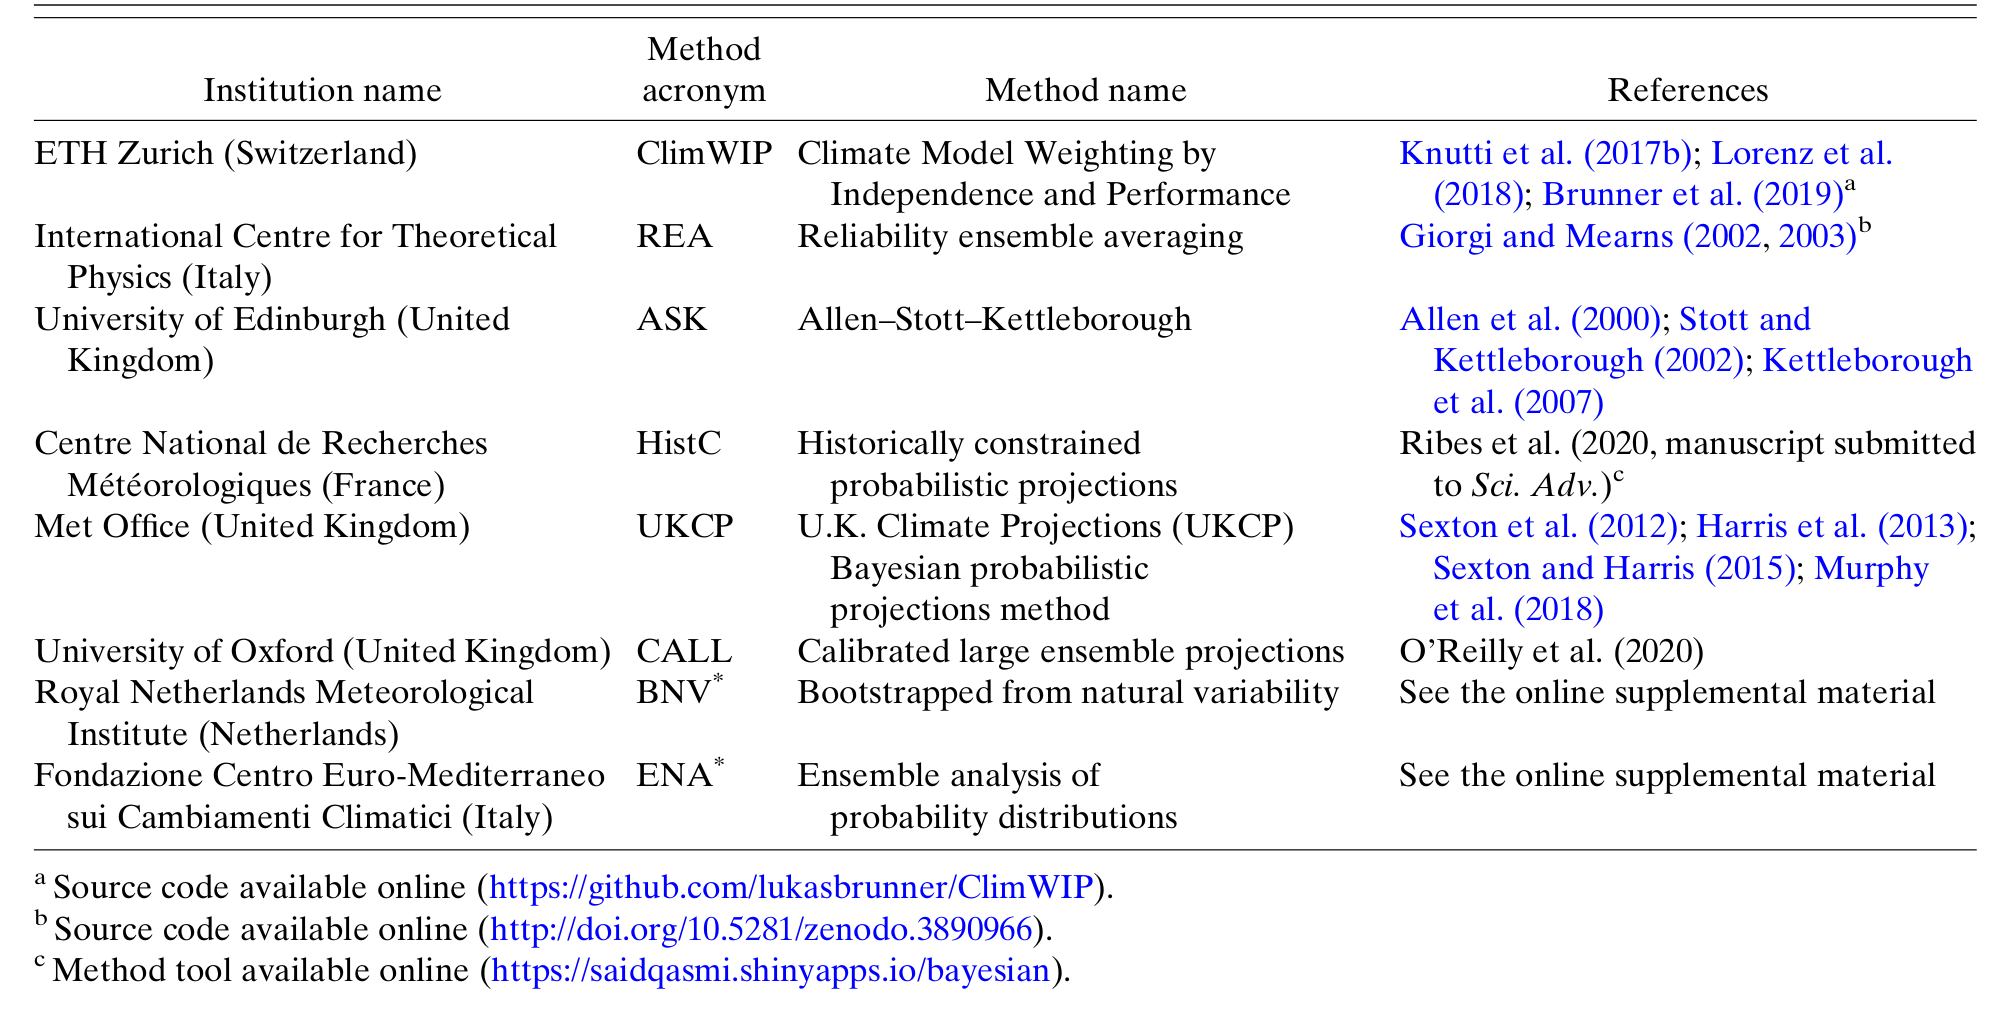 Institution name Method acronym Method name References
ETH Zurich (Switzerland) ClimWIP Climate Model Weighting by Knutti et al. (2017b); Lorenz et al.
Independence and Performance (2018); Brunner et al. (2019)a
International Centre for Theoretical REA Reliability ensemble averaging Giorgi and Mearns (2002, 2003)b
Physics (Italy)
University of Edinburgh (United ASK Allen–Stott–Kettleborough Allen et al. (2000); Stott and
Kingdom) Kettleborough (2002); Kettleborough
et al. (2007)
Centre National de Recherches HistC Historically constrained Ribes et al. (2020, manuscript submitted
Météorologiques (France) probabilistic projections to Sci. Adv.)c
Met Office (United Kingdom) UKCP U.K. Climate Projections (UKCP) Sexton et al. (2012); Harris et al. (2013);
Bayesian probabilistic Sexton and Harris (2015); Murphy
projections method et al. (2018)
University of Oxford (United Kingdom) CALL Calibrated large ensemble projections O’Reilly et al. (2020)
Royal Netherlands Meteorological BNV* Bootstrapped from natural variability See the online supplemental material
Institute (Netherlands)
Fondazione Centro Euro-Mediterraneo ENA* Ensemble analysis of See the online supplemental material
sui Cambiamenti Climatici (Italy) probability distributions
a Source code available online (https://github.com/lukasbrunner/ClimWIP).
b Source code available online (http://doi.org/10.5281/zenodo.3890966).
c Method tool available online (https://saidqasmi.shinyapps.io/bayesian).